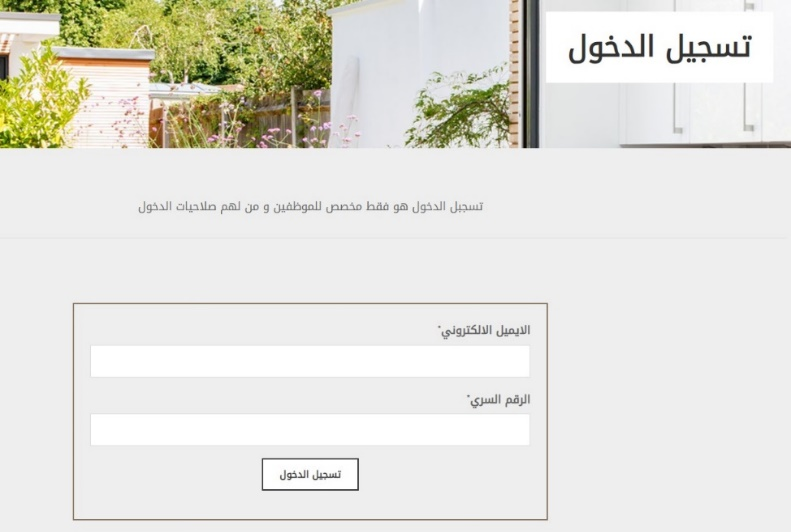 تسجيل الدخول
تسجيل الدخول هو فقط مخصص للموظفين و من لهم صلاحيات الدخول
الايميل الالكتروني*
الرقم السري*
تسجيل الدخول